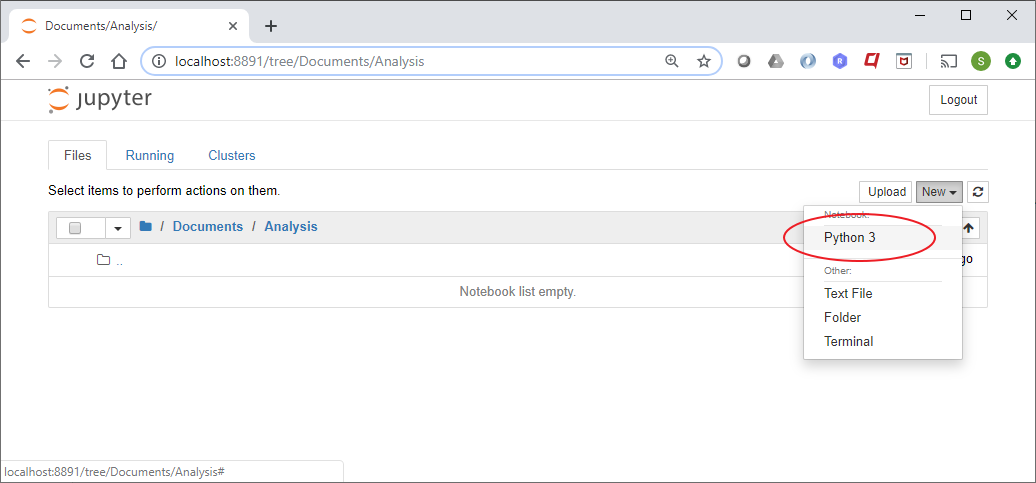 Documents/Analysis/
localhost:8891/tree/Documents/Analysis
S
jupyter
Logout
Files Running Clusters
Select items to perform actions on them.
Upload New
/ Documents / Analysis
Notebook:
Python 3
..
go
Other:
Notebook list empty.
Text File
Folder
Terminal
localhost:8891/tree/Documents/Analysis#